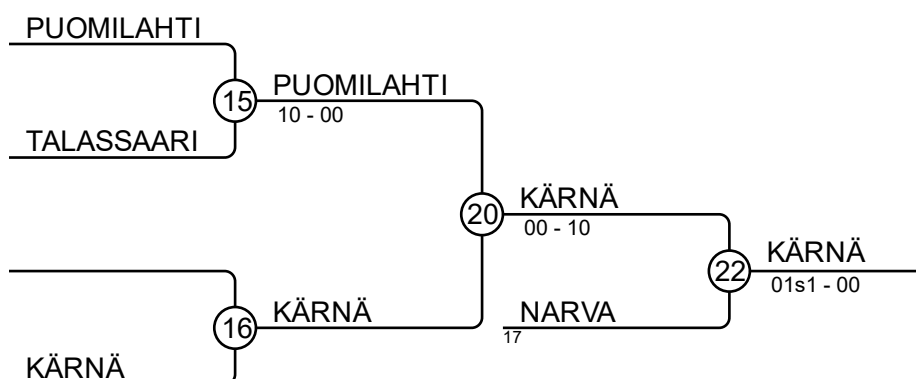 PUOMILAHTI
15
PUOMILAHTI
10 - 00
TALASSAARI
20
KÄRNÄ
00 - 10
22
KÄRNÄ
01s1 - 00
16
KÄRNÄ
NARVA
17
KÄRNÄ